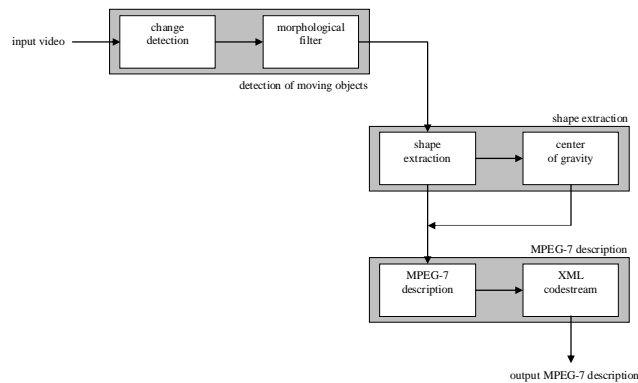 input video
change
detection
morphological
filter
detection of moving objects
shape extraction
shape
extraction
center
of gravity
MPEG-7 description
MPEG-7
description
XML
codestream
output MPEG-7 description